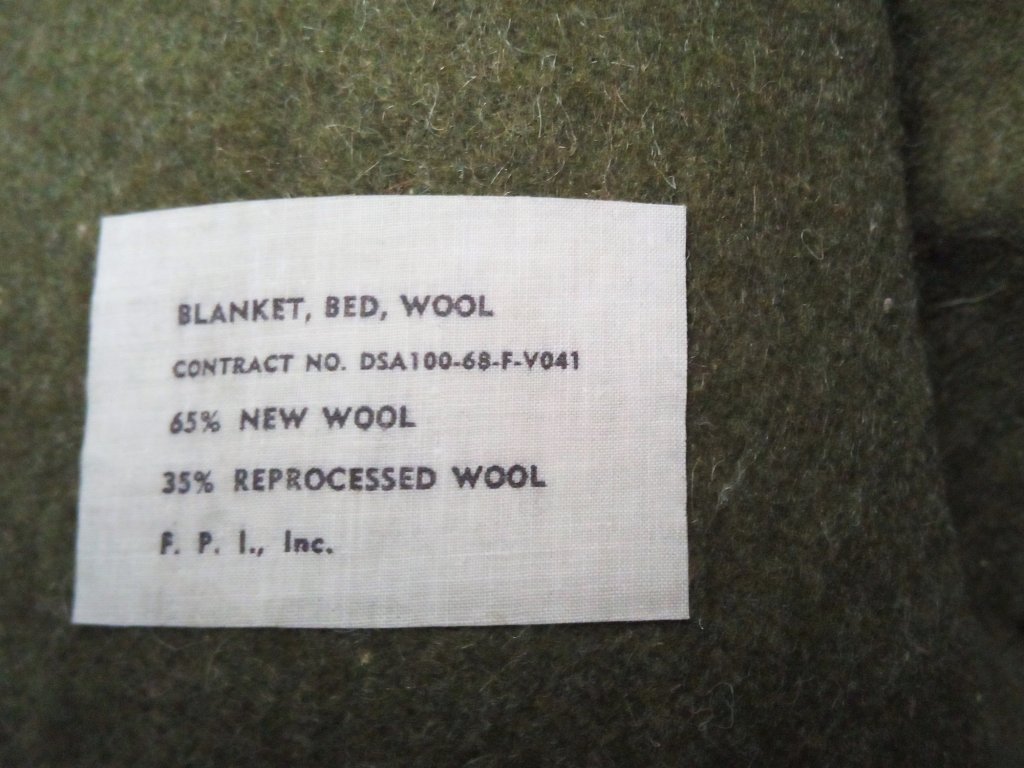 BLANKET, BED, WOOL
CONTRACT NO. DSA100-68-F-V041
65% NEW WOOL
35% REPROCESSED WOOL
F. P. I., Inc.